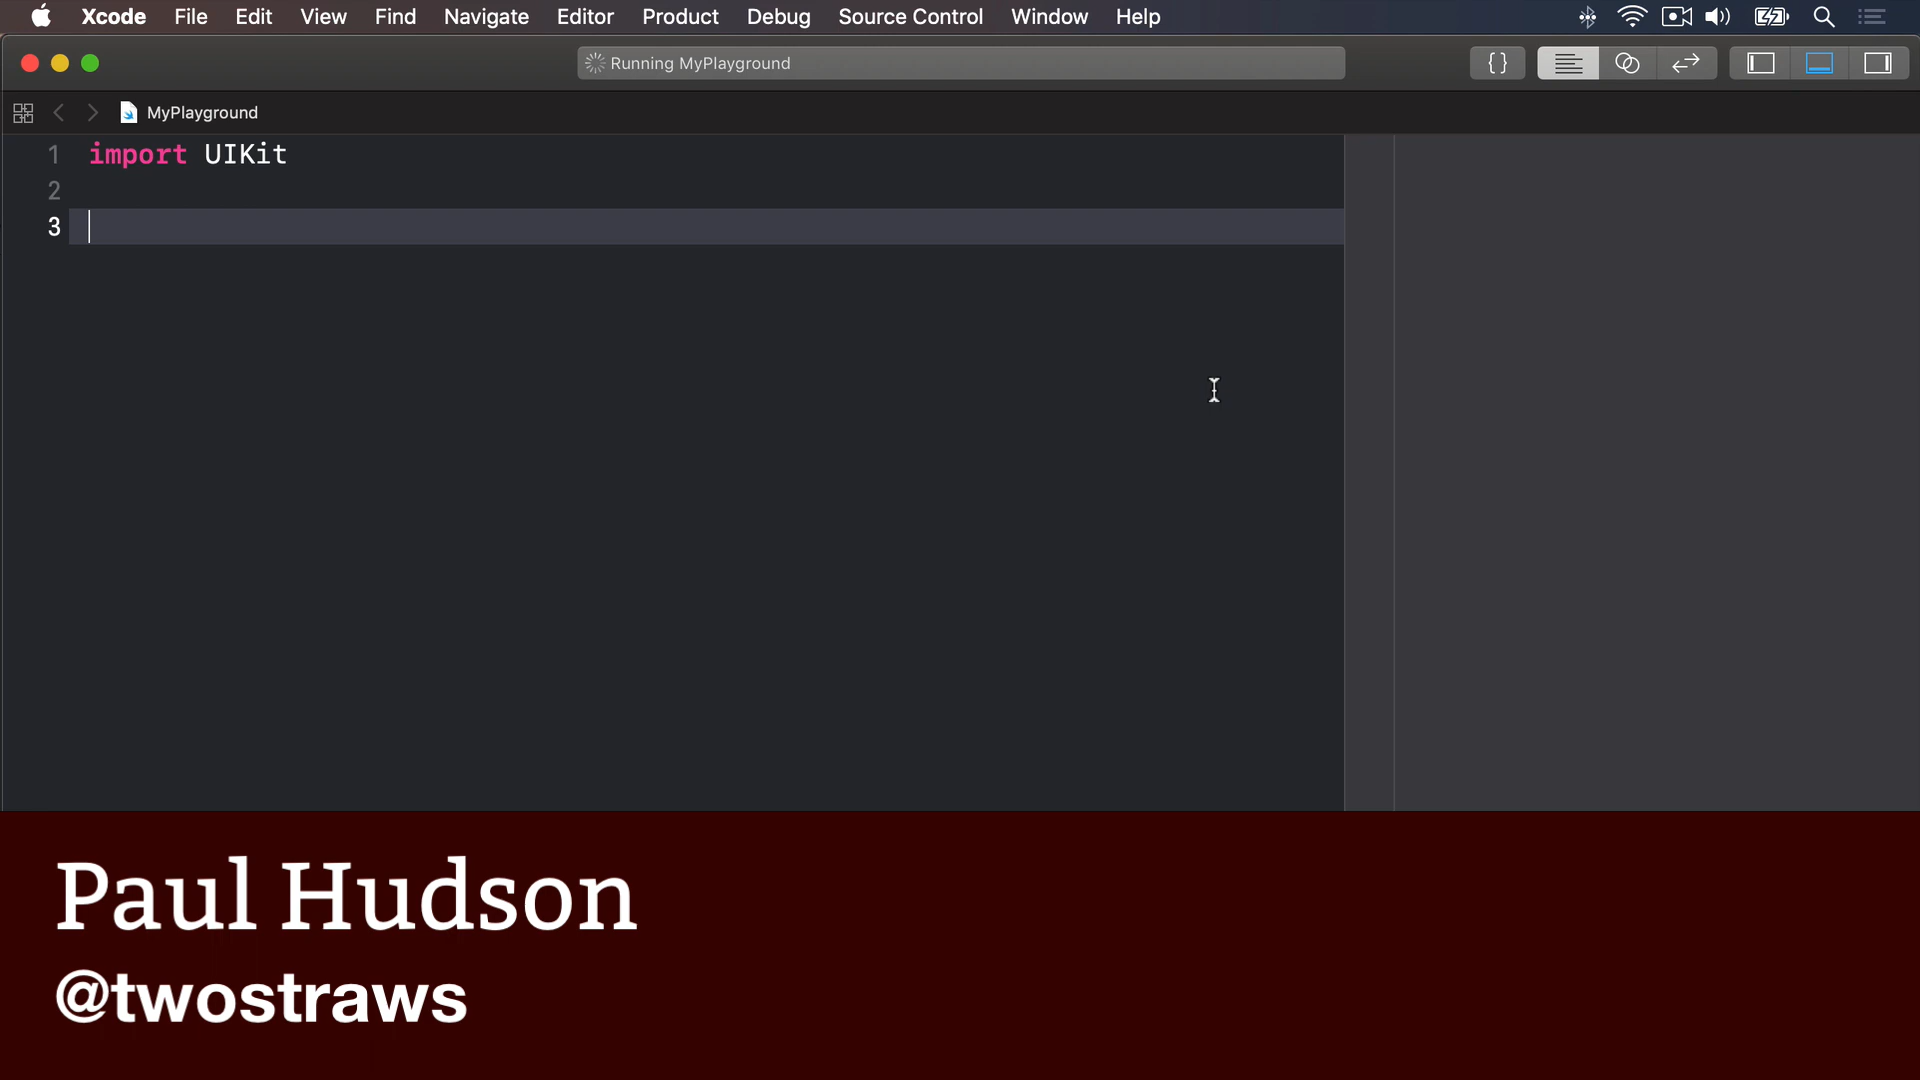 Xcode File Edit View Find Navigate Editor Product Debug Source Control Window Help
Running MyPlayground
{}
MyPlayground
1 import UIKit
2
3
Paul Hudson
@twostraws